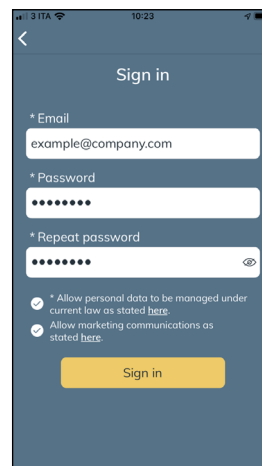 3 ITA 10:23
Sign in
* Email
example@company.com
* Password
••••••••
* Repeat password
••••••••
* Allow personal data to be managed under
current law as stated here.
Allow marketing communications as
stated here.
Sign in